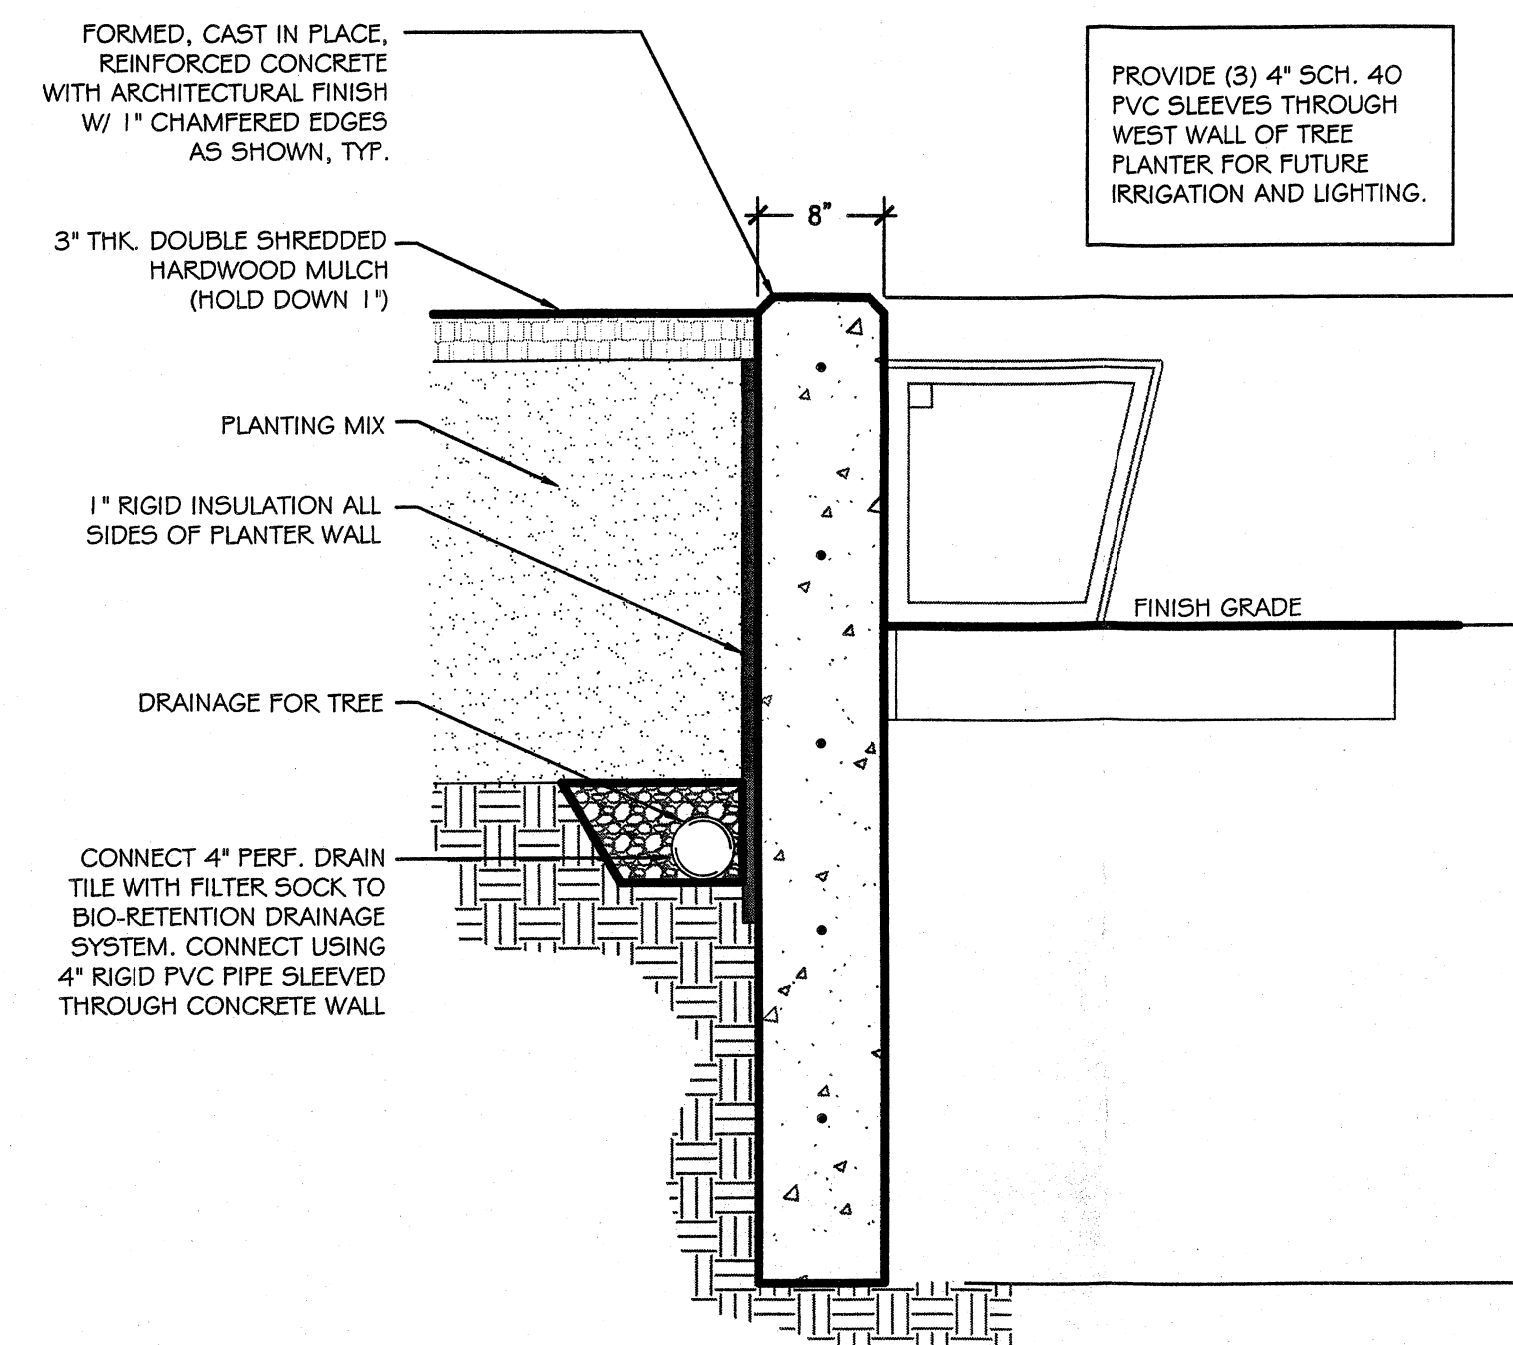 FORMED, CAST IN PLACE,
REINFORCED CONCRETE
WITH ARCHITECTURAL FINISH
W/ 1" CHAMFERED EDGES
AS SHOWN, TYP.
PROVIDE (3) 4" SCH. 40
PVC SLEEVES THROUGH
WEST WALL OF TREE
PLANTER FOR FUTURE
IRRIGATION AND LIGHTING.
8"
3" THK. DOUBLE SHREDDED
HARDWOOD MULCH
(HOLD DOWN 1")
PLANTING MIX
1" RIGID INSULATION ALL
SIDES OF PLANTER WALL
FINISH GRADE
DRAINAGE FOR TREE
CONNECT 4" PERF. DRAIN
TILE WITH FILTER SOCK TO
BIO-RETENTION DRAINAGE
SYSTEM. CONNECT USING
4" RIGID PVC PIPE SLEEVED
THROUGH CONCRETE WALL